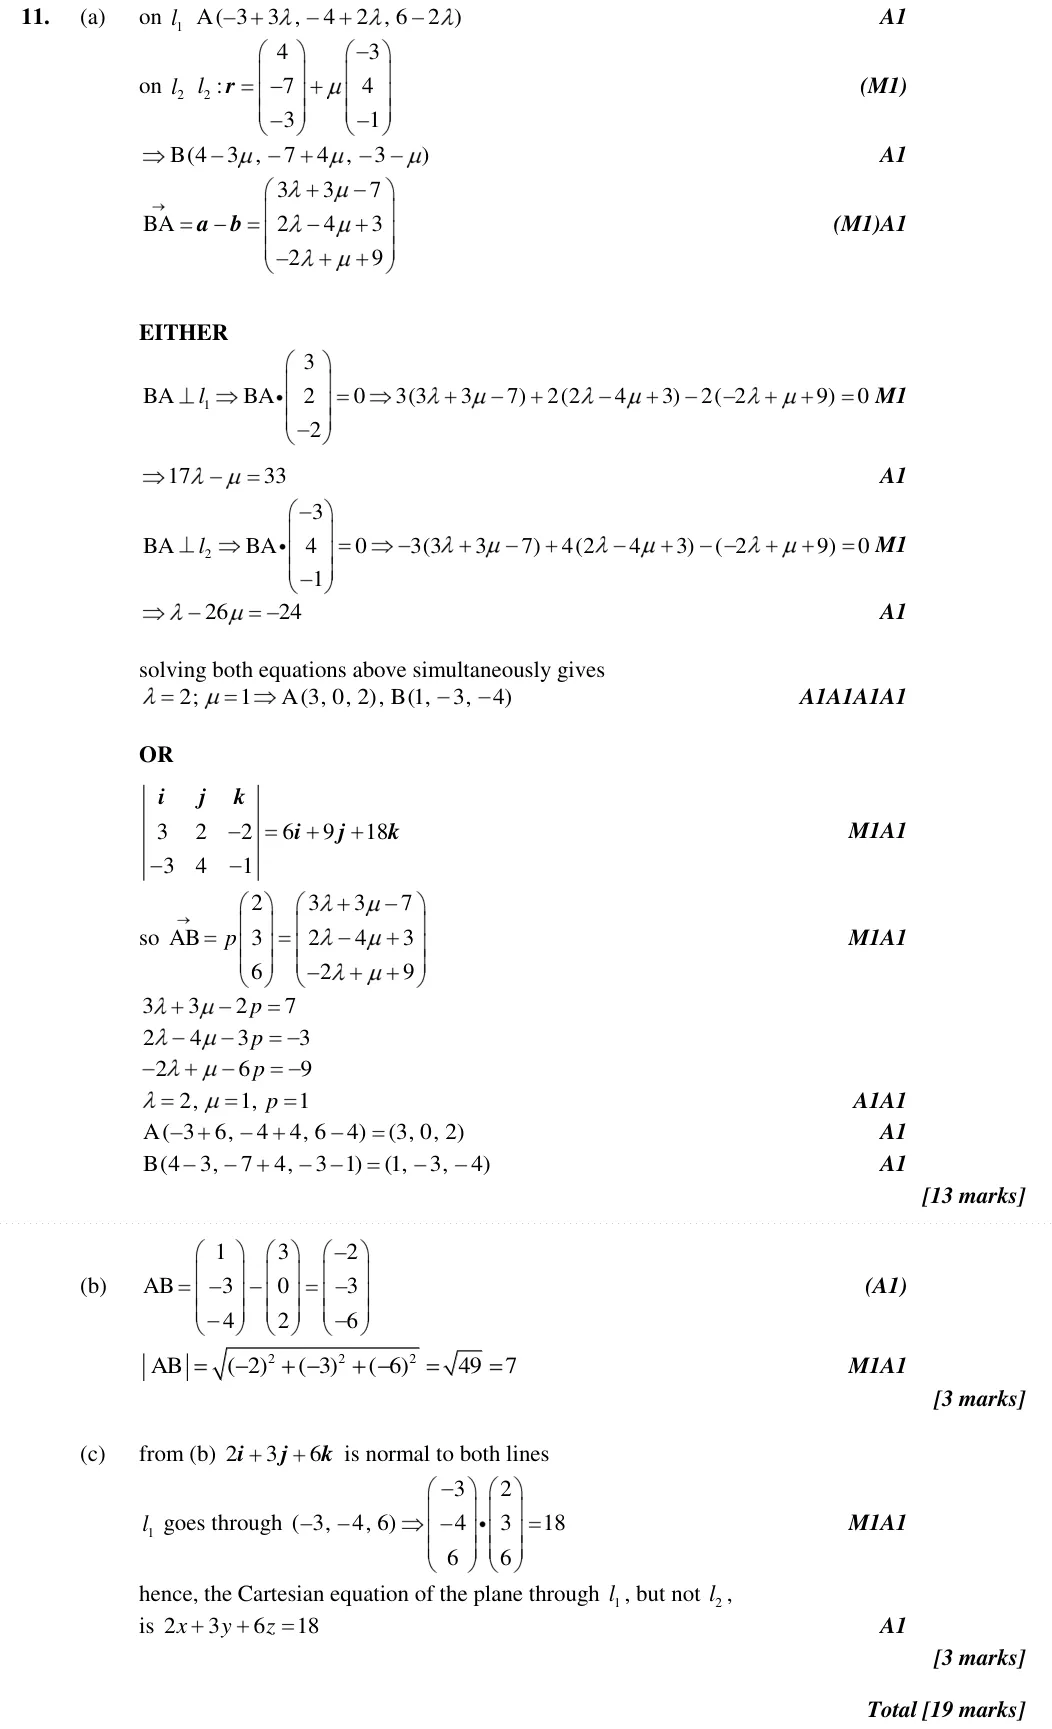 11. (a) on l₁ A(−3+3λ, −4+2λ, 6−2λ) A1
on l₂ l₂ : r = (4, −7, −3) + μ(−3, 4, −1) (M1)
⇒ B(4−3μ, −7+4μ, −3−μ) A1
→BA = a − b = (3λ+3μ−7, 2λ−4μ+3, −2λ+μ+9) (M1)A1
EITHER
BA ⊥ l₁ ⇒ BA • (3, 2, −2) = 0 ⇒ 3(3λ+3μ−7)+2(2λ−4μ+3)−2(−2λ+μ+9) = 0 M1
⇒ 17λ − μ = 33 A1
BA ⊥ l₂ ⇒ BA • (−3, 4, −1) = 0 ⇒ −3(3λ+3μ−7)+4(2λ−4μ+3)−(−2λ+μ+9) = 0 M1
⇒ λ − 26μ = −24 A1
solving both equations above simultaneously gives
λ = 2; μ = 1 ⇒ A(3, 0, 2), B(1, −3, −4) A1A1A1A1
OR
| i j k |
| 3 2 −2 | = 6i + 9j + 18k M1A1
| −3 4 −1 |
so →AB = p(2, 3, 6) = (3λ+3μ−7, 2λ−4μ+3, −2λ+μ+9) M1A1
3λ + 3μ − 2p = 7
2λ − 4μ − 3p = −3
−2λ + μ − 6p = −9
λ = 2, μ = 1, p = 1 A1A1
A(−3+6, −4+4, 6−4) = (3, 0, 2) A1
B(4−3, −7+4, −3−1) = (1, −3, −4) A1
[13 marks]
(b) AB = (1, −3, −4) − (3, 0, 2) = (−2, −3, −6) (A1)
|AB| = √((−2)² + (−3)² + (−6)²) = √49 = 7 M1A1
[3 marks]
(c) from (b) 2i + 3j + 6k is normal to both lines
l₁ goes through (−3, −4, 6) ⇒ (−3, −4, 6) • (2, 3, 6) = 18 M1A1
hence, the Cartesian equation of the plane through l₁, but not l₂,
is 2x + 3y + 6z = 18 A1
[3 marks]
Total [19 marks]